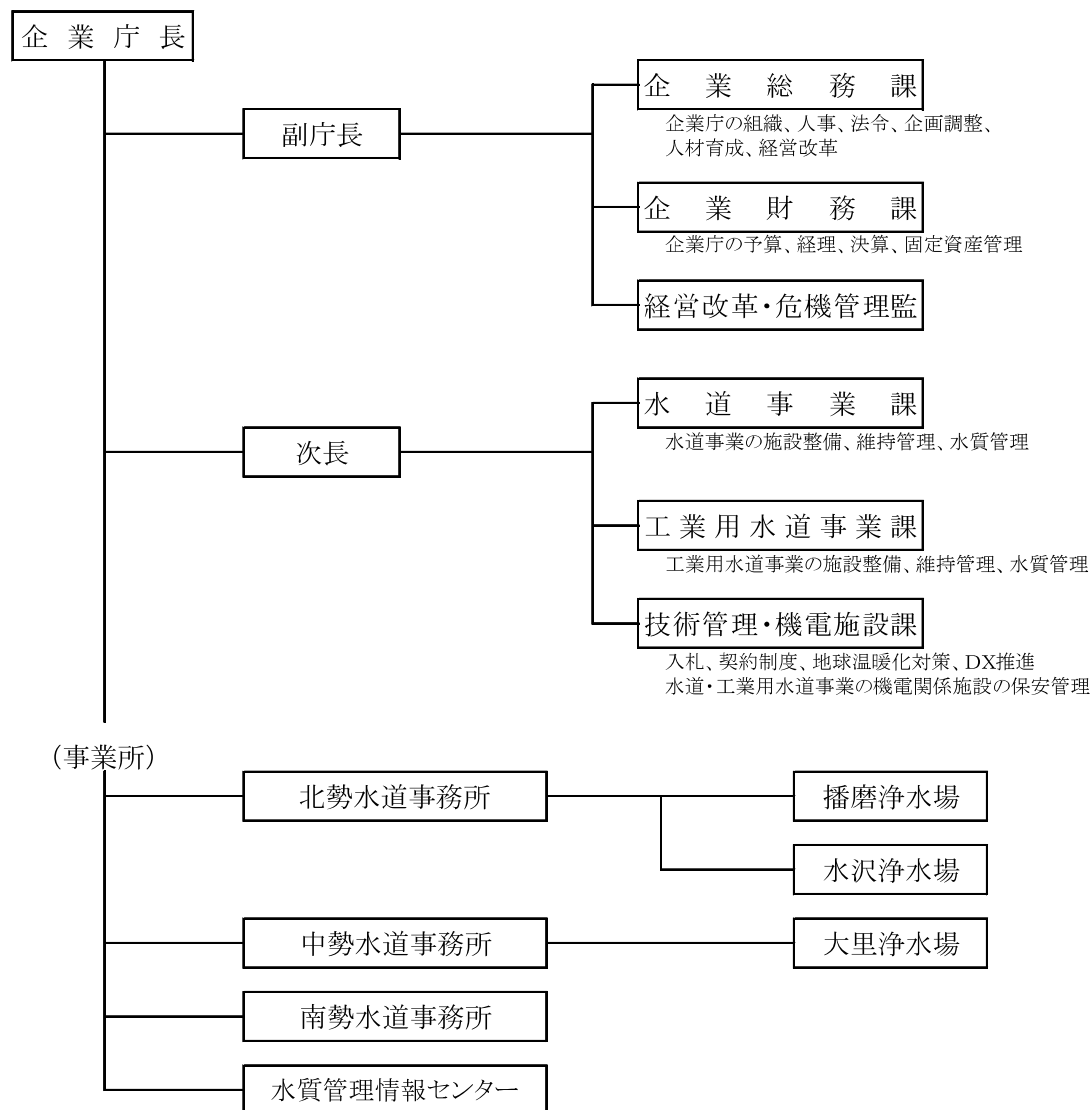 企業庁長
副庁長
企業総務課
企業庁の組織、人事、法令、企画調整、
人材育成、経営改革
企業財務課
企業庁の予算、経理、決算、固定資産管理
経営改革・危機管理監
次長
水道事業課
水道事業の施設整備、維持管理、水質管理
工業用水道事業課
工業用水道事業の施設整備、維持管理、水質管理
技術管理・機電施設課
入札、契約制度、地球温暖化対策、DX推進
水道・工業用水道事業の機電関係施設の保安管理
（事業所）
北勢水道事務所
播磨浄水場
水沢浄水場
中勢水道事務所
大里浄水場
南勢水道事務所
水質管理情報センター